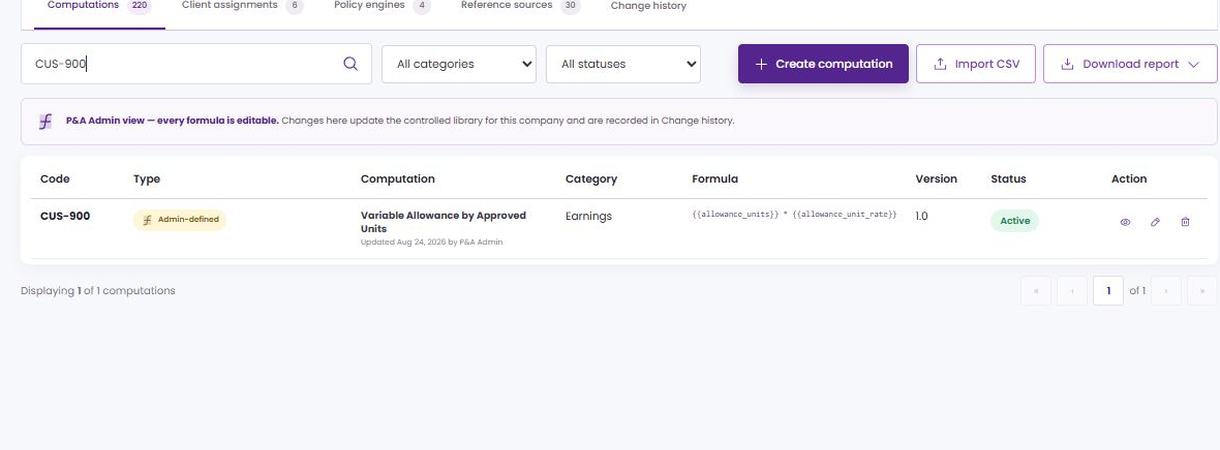 Computations 220 Client assignments 6 Policy engines 4 Reference sources 30 Change history
CUS-900 All categories All statuses + Create computation Import CSV Download report
P&A Admin view — every formula is editable. Changes here update the controlled library for this company and are recorded in Change history.
Code Type Computation Category Formula Version Status Action
CUS-900 Admin-defined Variable Allowance by Approved Earnings {{allowance_units}} * {{allowance_unit_rate}} 1.0 Active
Units
Updated Aug 24, 2026 by P&A Admin
Displaying 1 of 1 computations « ‹ 1 of 1 › »